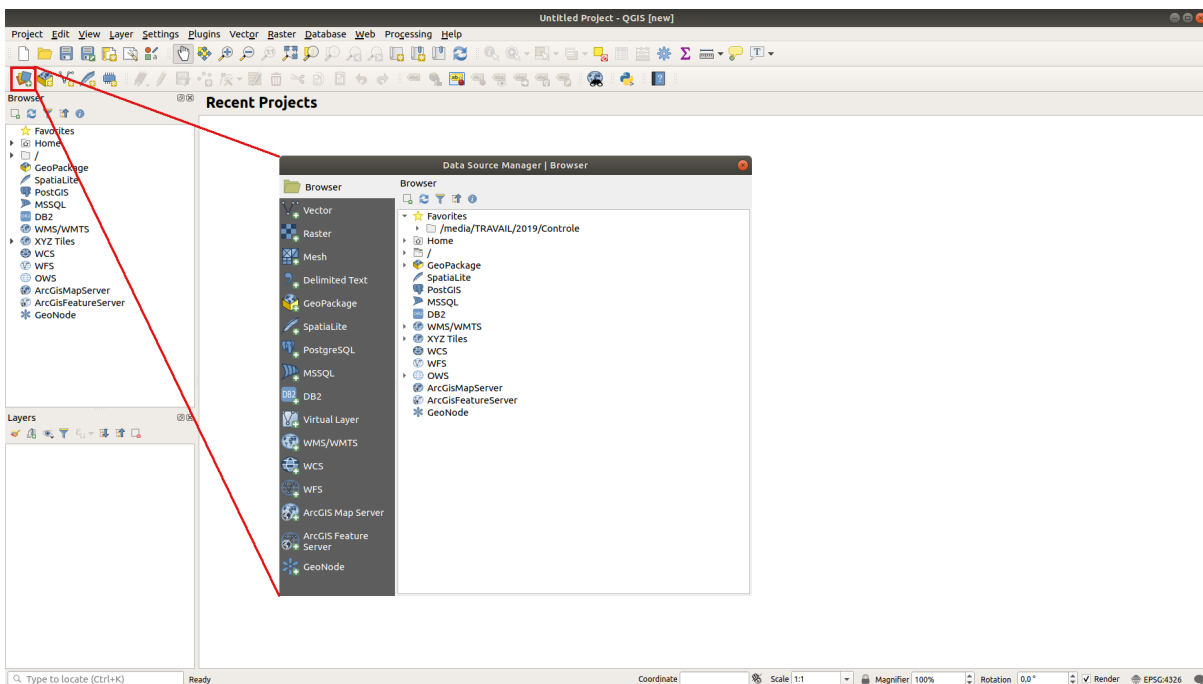 Untitled Project - QGIS [new]
Project Edit View Layer Settings Plugins Vector Raster Database Web Processing Help
Browser
Recent Projects
Favorites
Home
/
GeoPackage
SpatiaLite
PostGIS
MSSQL
DB2
WMS/WMTS
XYZ Tiles
WCS
WFS
OWS
ArcGisMapServer
ArcGisFeatureServer
GeoNode
Layers
Data Source Manager | Browser
Browser
Vector
Raster
Mesh
Delimited Text
GeoPackage
SpatiaLite
PostgreSQL
MSSQL
DB2
Virtual Layer
WMS/WMTS
WCS
WFS
ArcGIS Map Server
ArcGIS Feature
Server
GeoNode
Browser
Favorites
/media/TRAVAIL/2019/Controle
Home
/
GeoPackage
SpatiaLite
PostGIS
MSSQL
DB2
WMS/WMTS
XYZ Tiles
WCS
WFS
OWS
ArcGisMapServer
ArcGisFeatureServer
GeoNode
Type to locate (Ctrl+K) Ready Coordinate Scale 1:1 Magnifier 100% Rotation 0,0 ° Render EPSG:4326